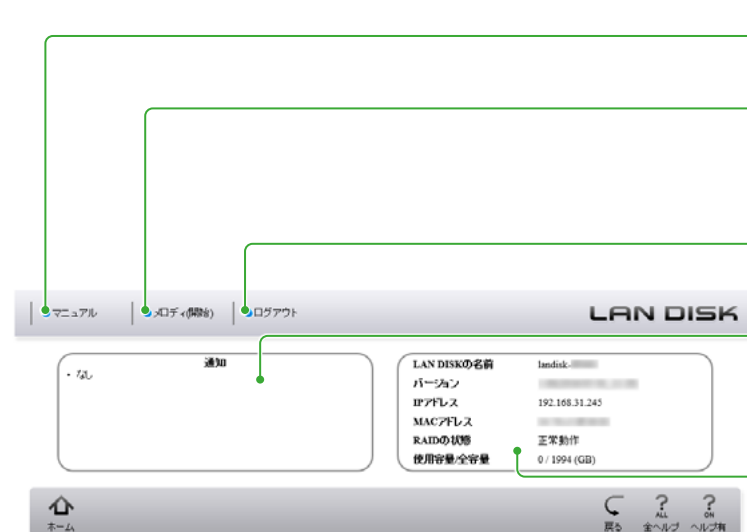 マニュアル
メロディ(開始)
ログアウト
LAN DISK
通知
・なし
LAN DISKの名前 landisk-
バージョン
IPアドレス 192.168.31.245
MACアドレス
RAIDの状態 正常動作
使用容量/全容量 0 / 1994 (GB)
ホーム
戻る
ALL
全ヘルプ
ON
ヘルプ有